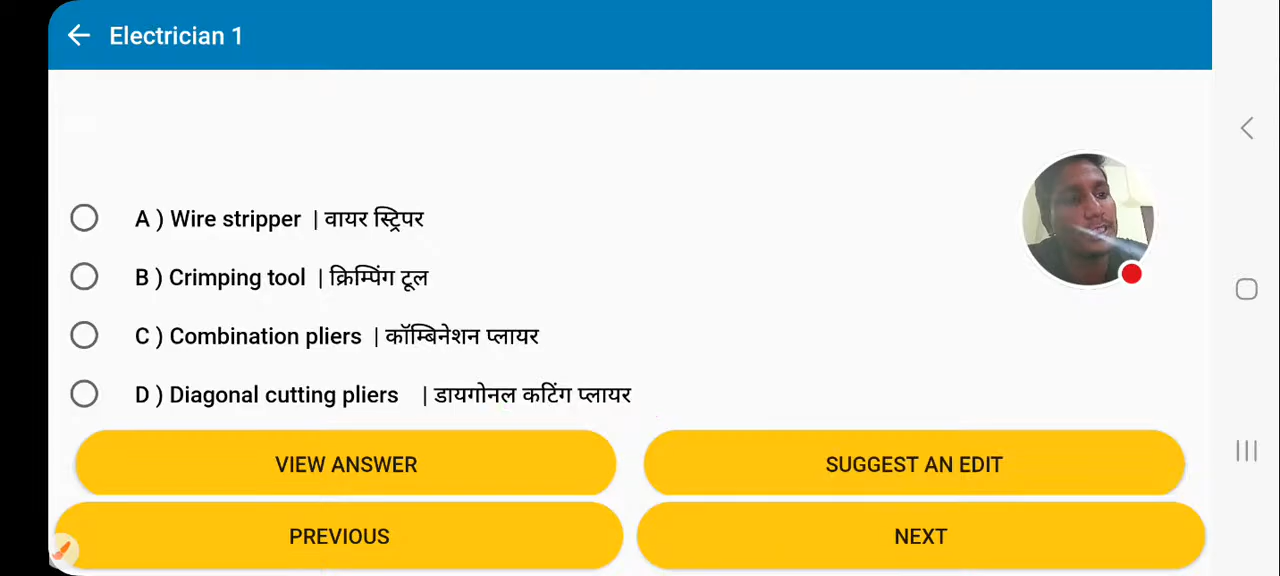 Electrician 1
A ) Wire stripper | वायर स्ट्रिपर
B ) Crimping tool | क्रिम्पिंग टूल
C ) Combination pliers | कॉम्बिनेशन प्लायर
D ) Diagonal cutting pliers | डायगोनल कटिंग प्लायर
VIEW ANSWER SUGGEST AN EDIT
PREVIOUS NEXT